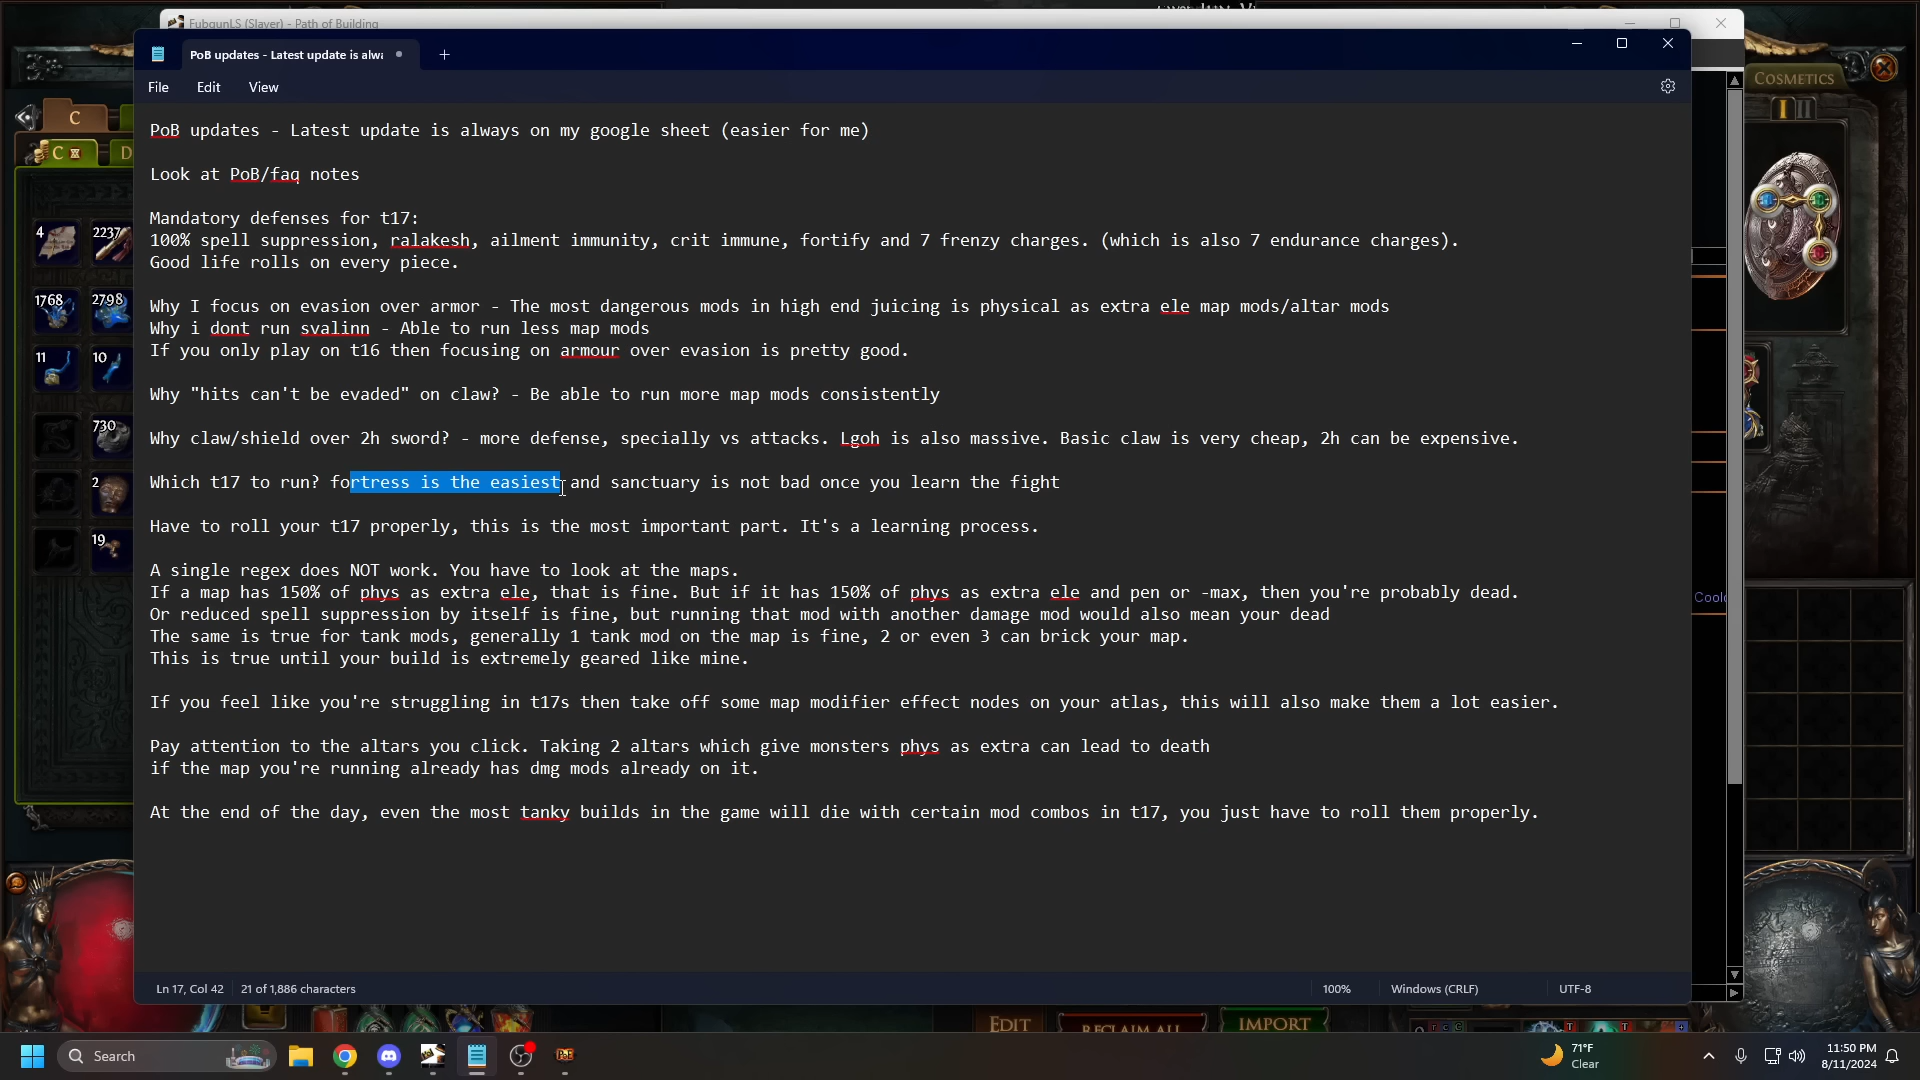 FubgunLS (Slayer) - Path of Building
PoB updates - Latest update is alwa
File
Edit
View
PoB updates - Latest update is always on my google sheet (easier for me)
Look at PoB/faq notes
Mandatory defenses for t17:
100% spell suppression, ralakesh, ailment immunity, crit immune, fortify and 7 frenzy charges. (which is also 7 endurance charges).
Good life rolls on every piece.
Why I focus on evasion over armor - The most dangerous mods in high end juicing is physical as extra ele map mods/altar mods
Why i dont run svalinn - Able to run less map mods
If you only play on t16 then focusing on armour over evasion is pretty good.
Why "hits can't be evaded" on claw? - Be able to run more map mods consistently
Why claw/shield over 2h sword? - more defense, specially vs attacks. Lgoh is also massive. Basic claw is very cheap, 2h can be expensive.
Which t17 to run? fortress is the easiest and sanctuary is not bad once you learn the fight
Have to roll your t17 properly, this is the most important part. It's a learning process.
A single regex does NOT work. You have to look at the maps.
If a map has 150% of phys as extra ele, that is fine. But if it has 150% of phys as extra ele and pen or -max, then you're probably dead.
Or reduced spell suppression by itself is fine, but running that mod with another damage mod would also mean your dead
The same is true for tank mods, generally 1 tank mod on the map is fine, 2 or even 3 can brick your map.
This is true until your build is extremely geared like mine.
If you feel like you're struggling in t17s then take off some map modifier effect nodes on your atlas, this will also make them a lot easier.
Pay attention to the altars you click. Taking 2 altars which give monsters phys as extra can lead to death
if the map you're running already has dmg mods already on it.
At the end of the day, even the most tanky builds in the game will die with certain mod combos in t17, you just have to roll them properly.
Ln 17, Col 42
21 of 1,886 characters
100%
Windows (CRLF)
UTF-8
C
C
D
4
2237
1768
2798
11
10
730
2
19
COSMETICS
I II
Coold
EDIT
RECLAIM ALL
IMPORT
Search
71°F
Clear
11:50 PM
8/11/2024